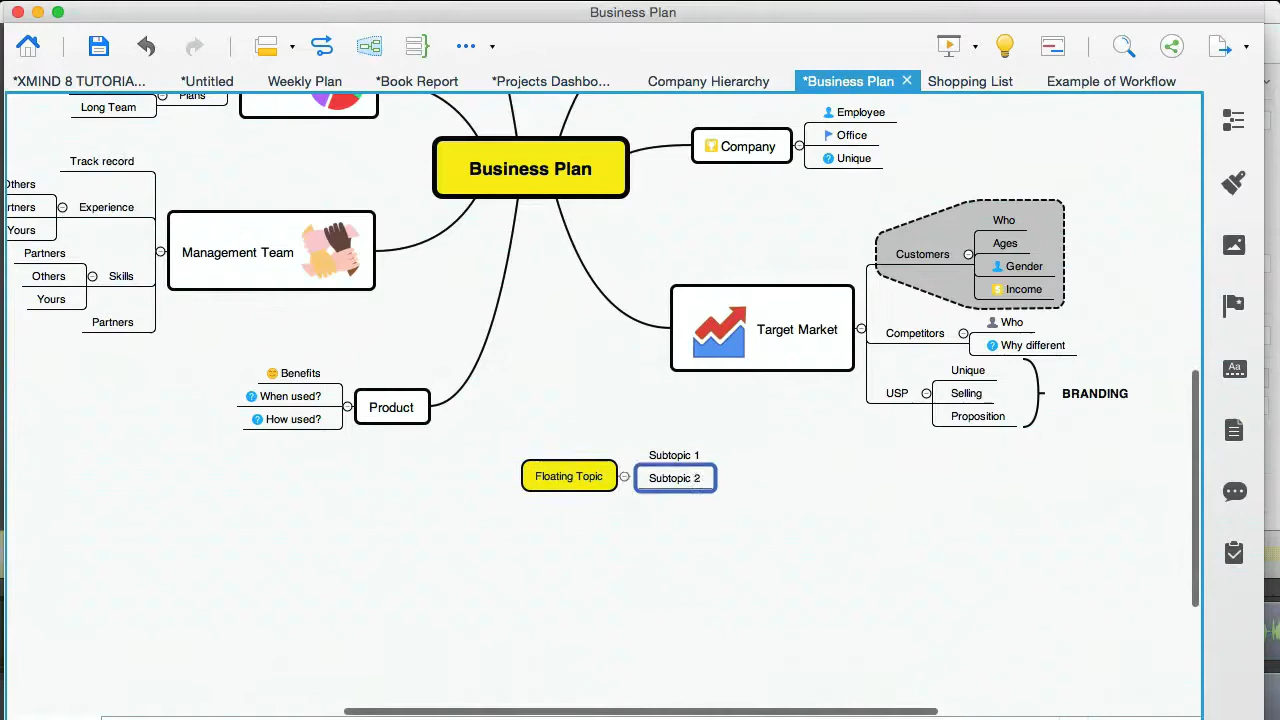 Business Plan
*XMIND 8 TUTORIA... *Untitled Weekly Plan *Book Report *Projects Dashbo... Company Hierarchy *Business Plan Shopping List Example of Workflow
Plans
Long Team
Track record
Others
Experience
Yours
Partners
Others
Skills
Yours
Partners
Management Team
Business Plan
Company
Employee
Office
Unique
Customers
Who
Ages
Gender
Income
Target Market
Competitors
Who
Why different
USP
Unique
Selling
Proposition
BRANDING
Benefits
When used?
How used?
Product
Floating Topic
Subtopic 1
Subtopic 2
Aa